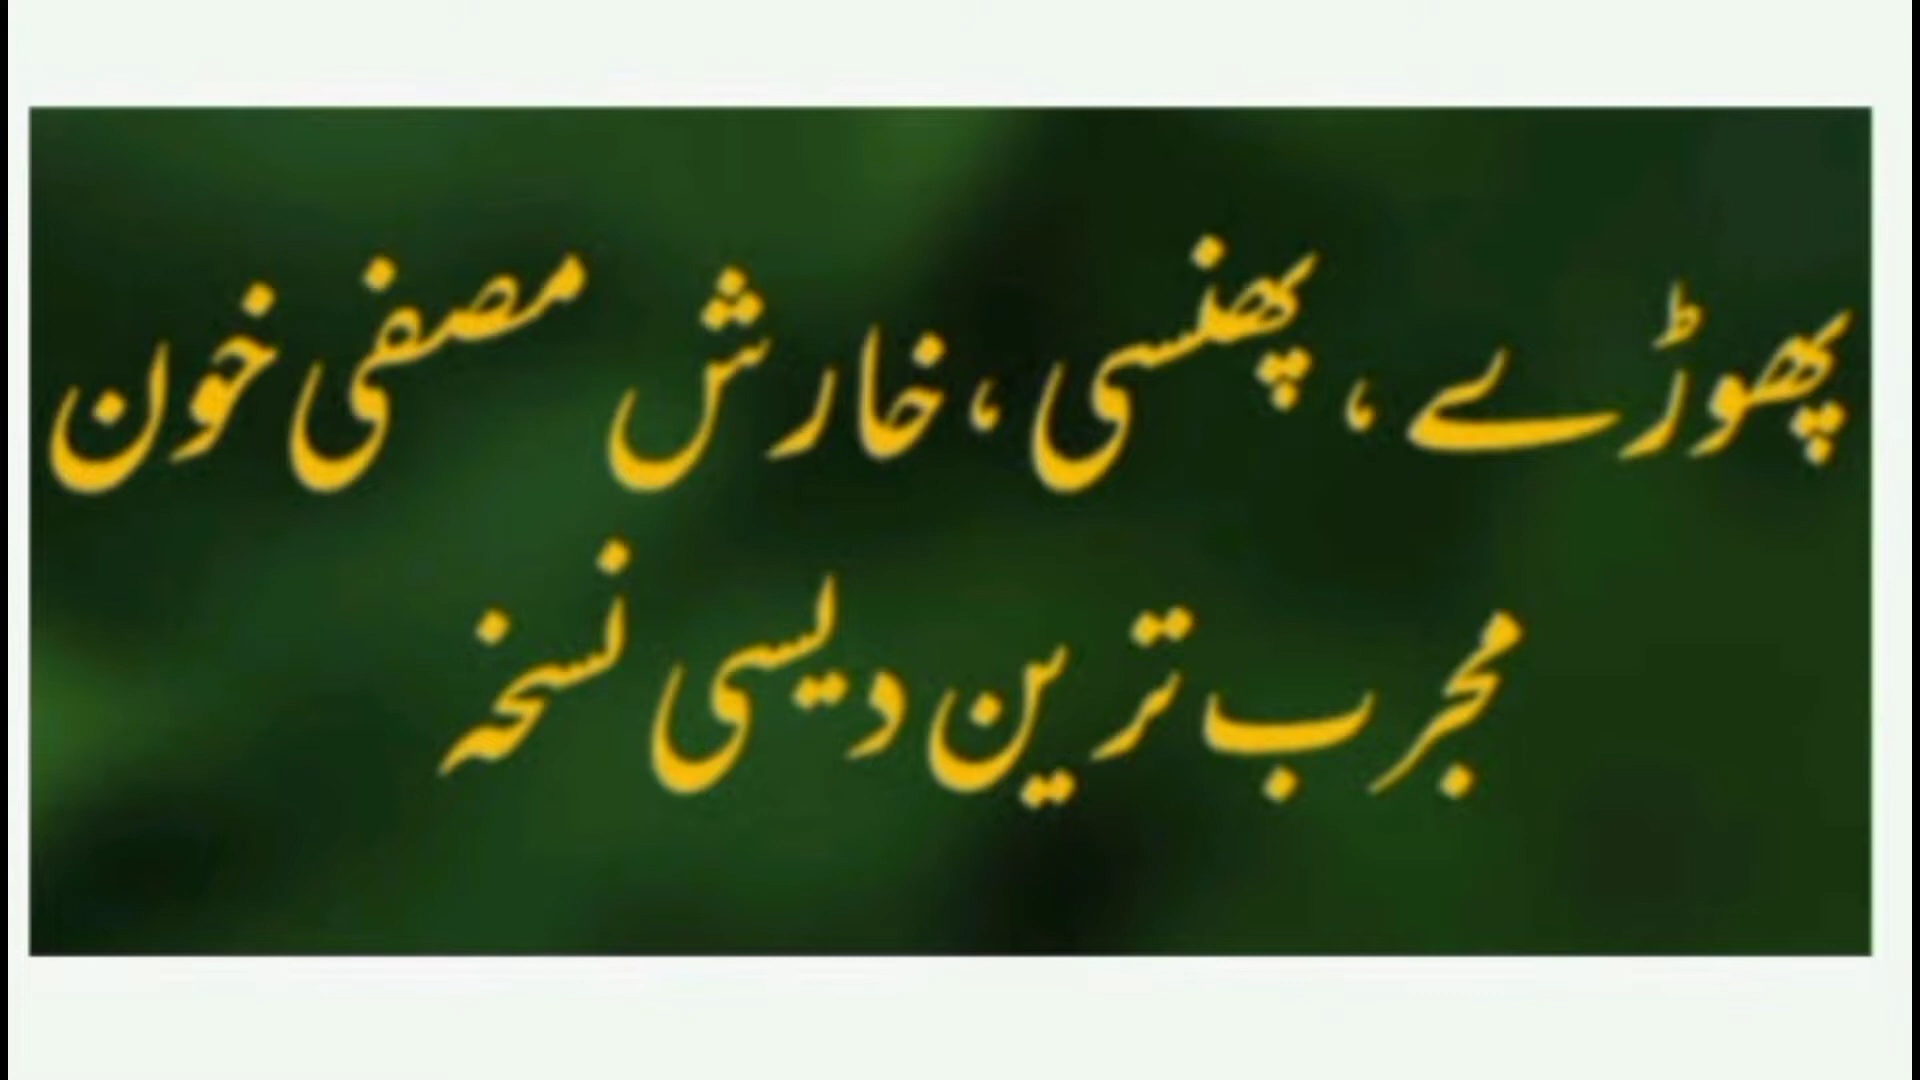 پھوڑے ، پھنسی ، خارش مصفی خون
مجرب ترین دیسی نسخہ